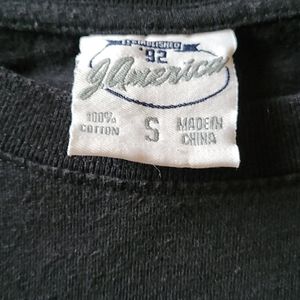 ESTABLISHED
92
J America
100%
COTTON
S
MADE IN
CHINA